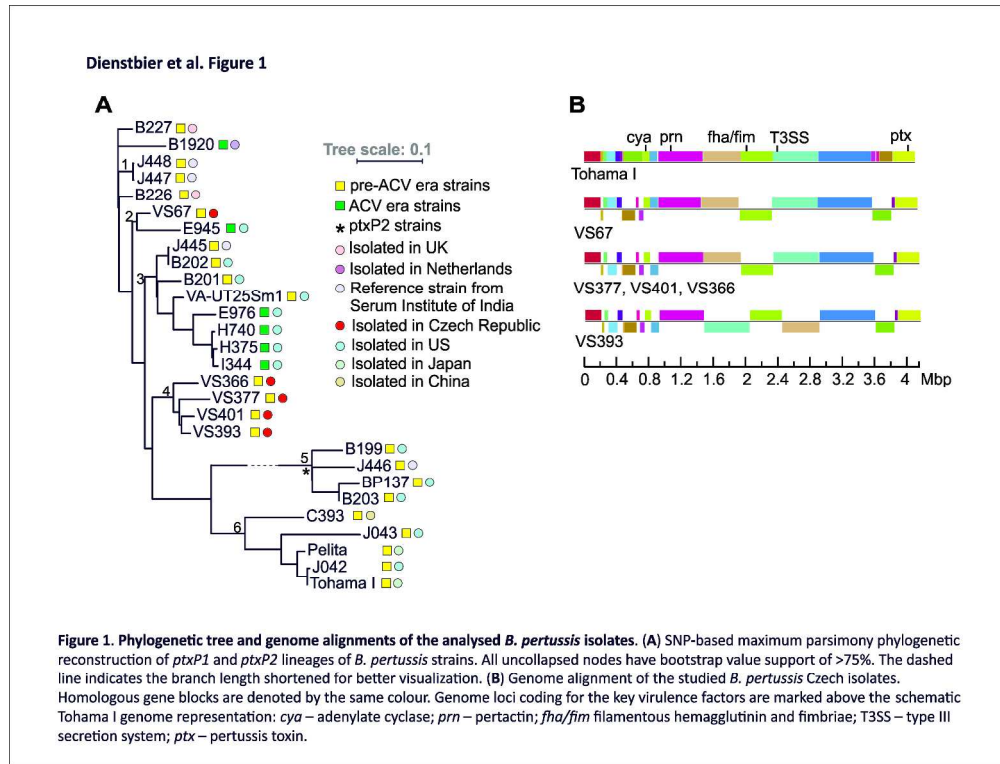 Dienstbier et al. Figure 1
A
B227
B1920
1
J448
J447
B226
2
VS67
E945
J445
B202
3
B201
VA-UT25Sm1
E976
H740
H375
I344
VS366
4
VS377
VS401
VS393
B199
5
*
J446
BP137
B203
C393
6
J043
Pelita
J042
Tohama I
Tree scale: 0.1
pre-ACV era strains
ACV era strains
* ptxP2 strains
Isolated in UK
Isolated in Netherlands
Reference strain from
Serum Institute of India
Isolated in Czech Republic
Isolated in US
Isolated in Japan
Isolated in China
B
cya prn fha/fim T3SS ptx
Tohama I
VS67
VS377, VS401, VS366
VS393
0 0.4 0.8 1.2 1.6 2 2.4 2.8 3.2 3.6 4 Mbp
Figure 1. Phylogenetic tree and genome alignments of the analysed B. pertussis isolates. (A) SNP-based maximum parsimony phylogenetic
reconstruction of ptxP1 and ptxP2 lineages of B. pertussis strains. All uncollapsed nodes have bootstrap value support of >75%. The dashed
line indicates the branch length shortened for better visualization. (B) Genome alignment of the studied B. pertussis Czech isolates.
Homologous gene blocks are denoted by the same colour. Genome loci coding for the key virulence factors are marked above the schematic
Tohama I genome representation: cya – adenylate cyclase; prn – pertactin; fha/fim filamentous hemagglutinin and fimbriae; T3SS – type III
secretion system; ptx – pertussis toxin.